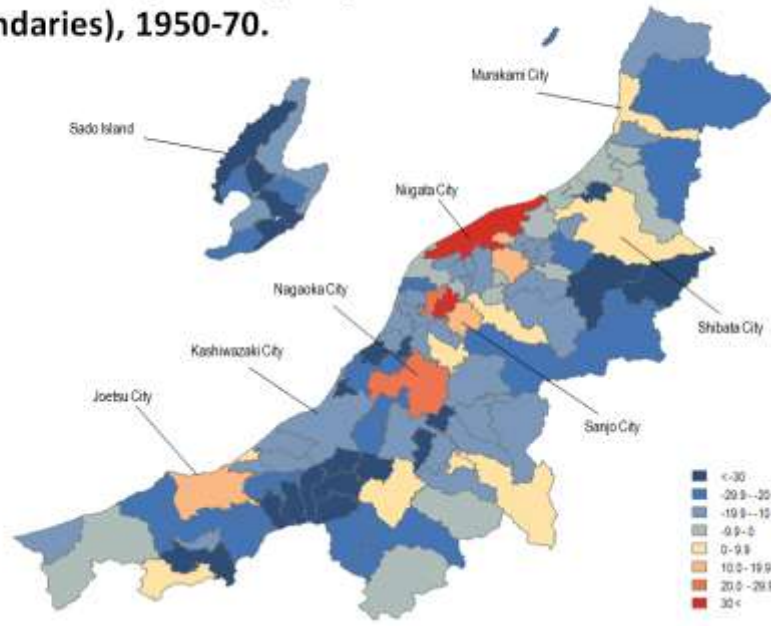 ndaries), 1950-70.
Murakami City
Sado Island
Niigata City
Nagaoka City
Shibata City
Kashiwazaki City
Joetsu City
Sanjo City
<-30
-29.9--20
-19.9--10
-9.9-0
0-9.9
10.0-19.9
20.0-29.9
30<